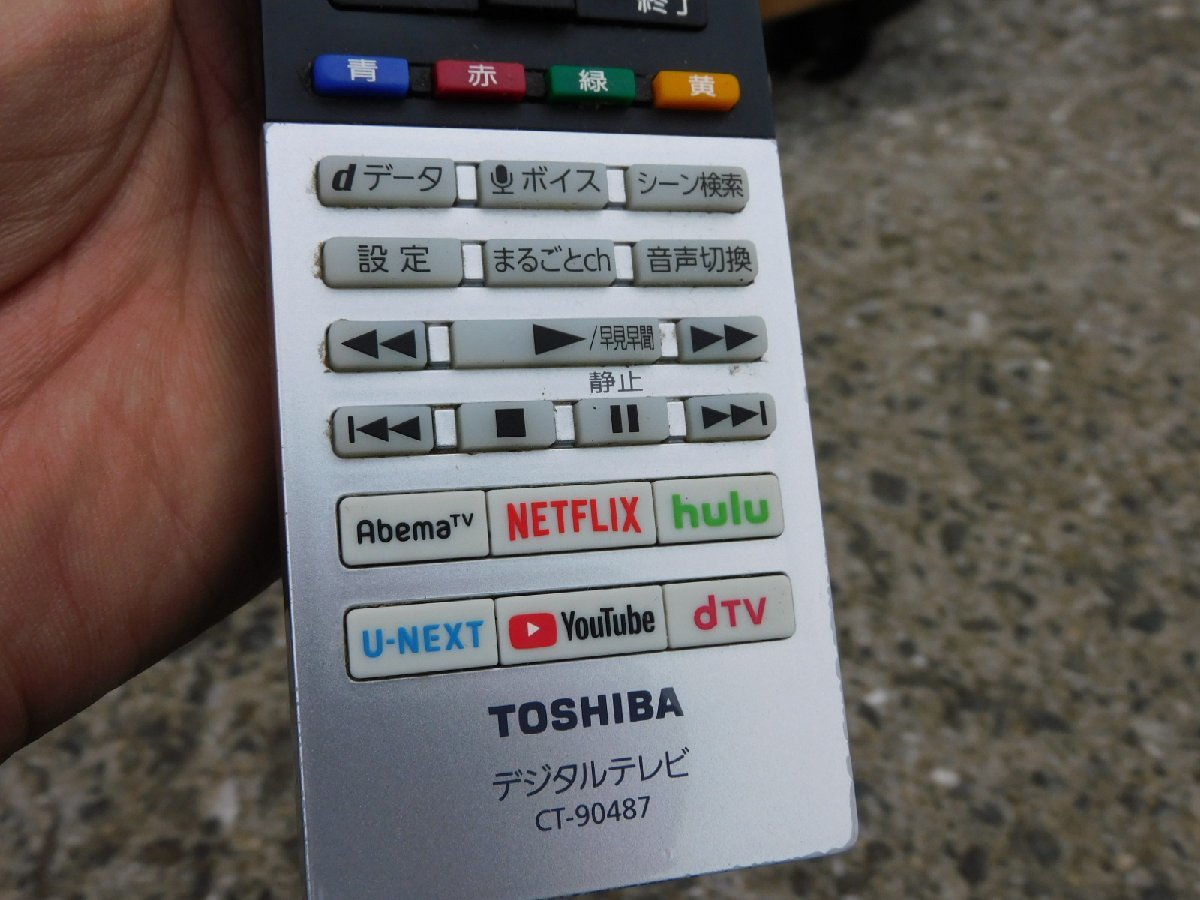 終了
青 赤 緑 黄
dデータ ボイス シーン検索
設定 まるごとch 音声切換
/早見早聞
静止
AbemaTV NETFLIX hulu
U-NEXT YouTube dTV
TOSHIBA
デジタルテレビ
CT-90487